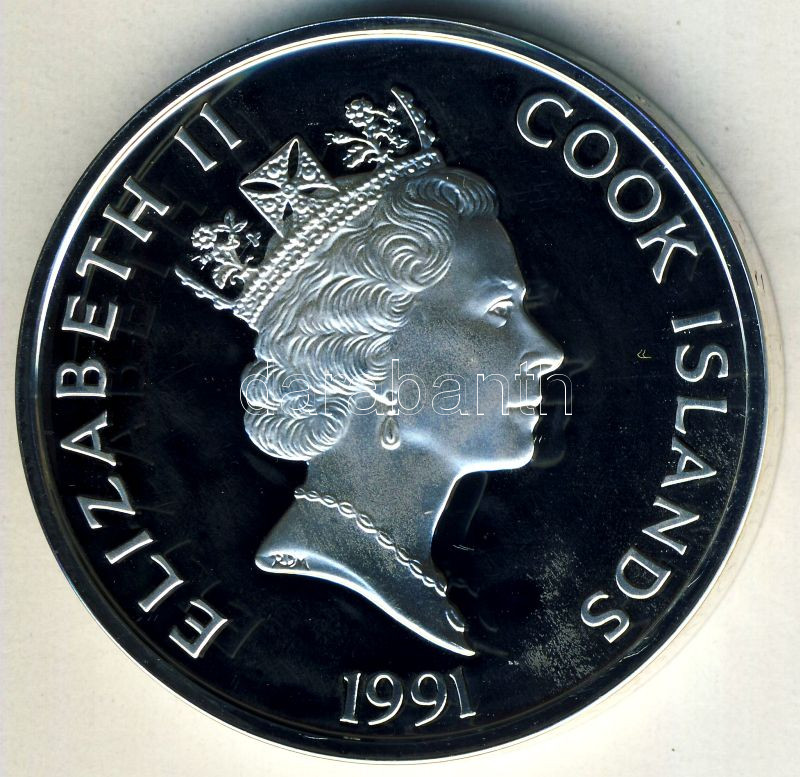 ELIZABETH II
COOK ISLANDS
darabanth
RDM
1991